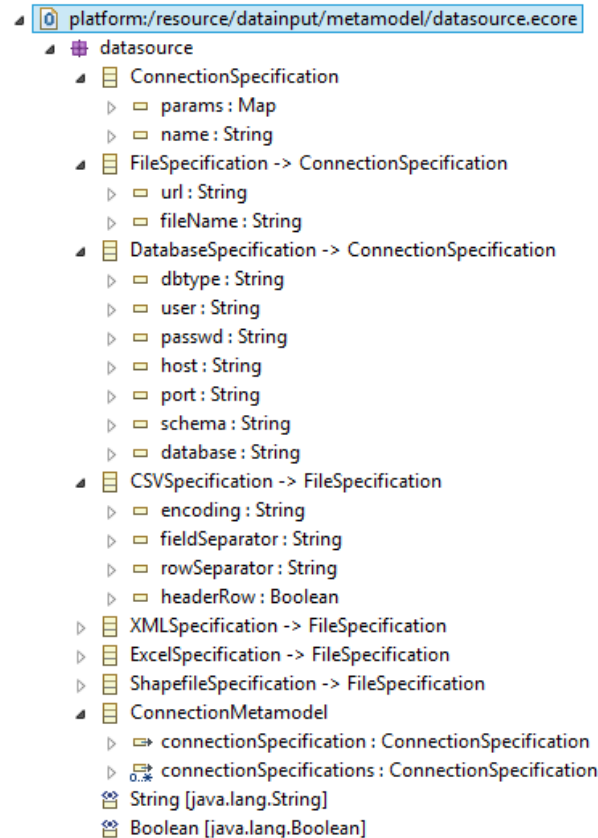 platform:/resource/datainput/metamodel/datasource.ecore
datasource
ConnectionSpecification
params : Map
name : String
FileSpecification -> ConnectionSpecification
url : String
fileName : String
DatabaseSpecification -> ConnectionSpecification
dbtype : String
user : String
passwd : String
host : String
port : String
schema : String
database : String
CSVSpecification -> FileSpecification
encoding : String
fieldSeparator : String
rowSeparator : String
headerRow : Boolean
XMLSpecification -> FileSpecification
ExcelSpecification -> FileSpecification
ShapefileSpecification -> FileSpecification
ConnectionMetamodel
connectionSpecification : ConnectionSpecification
0..* connectionSpecifications : ConnectionSpecification
String [java.lang.String]
Boolean [java.lang.Boolean]